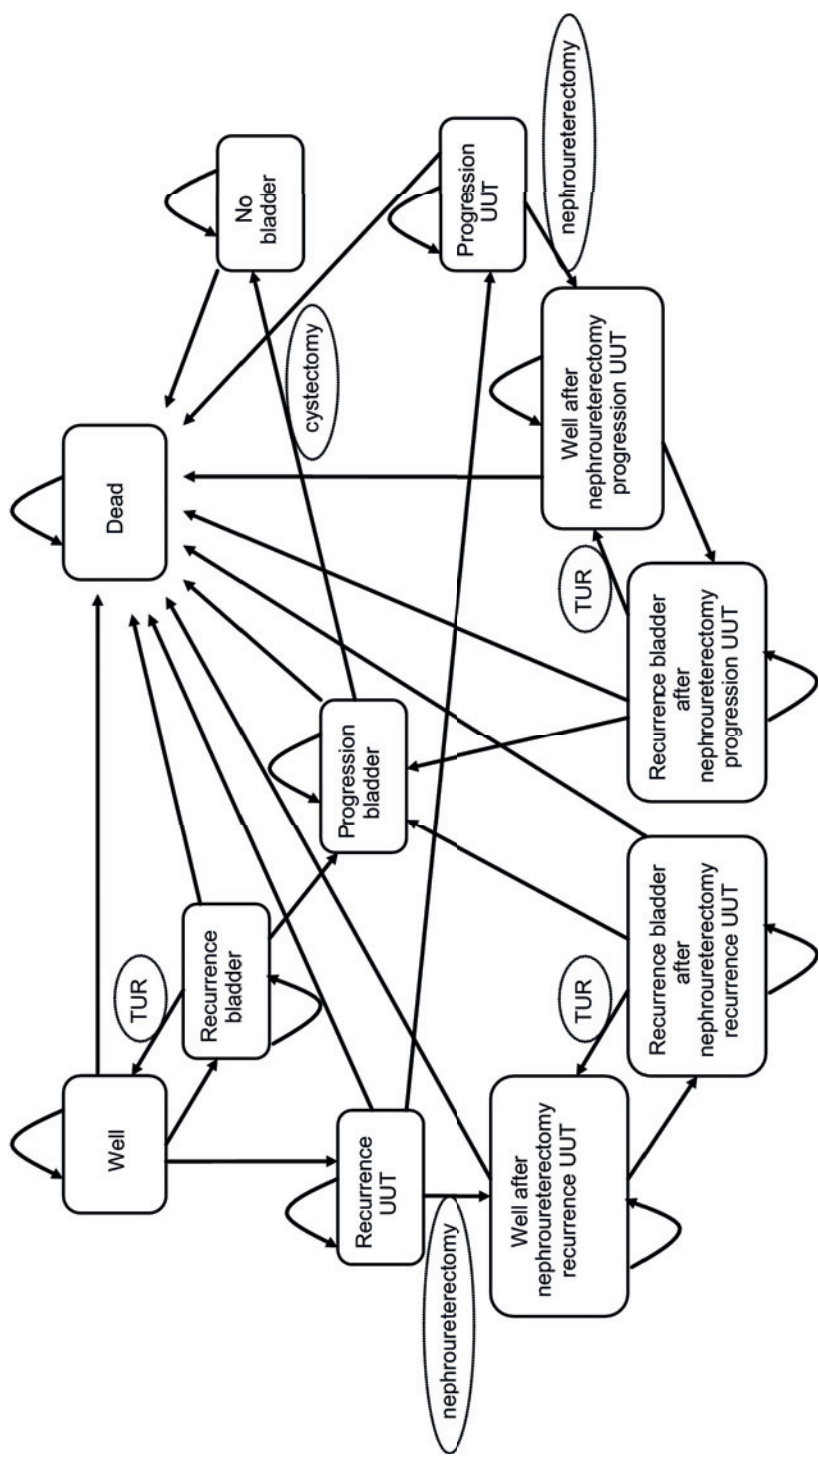 Well
Dead
TUR
Recurrence
bladder
No
bladder
Recurrence
UUT
Progression
bladder
cystectomy
Progression
UUT
nephroureterectomy
nephroureterectomy
Well after
nephroureterectomy
recurrence UUT
TUR
TUR
Well after
nephroureterectomy
progression UUT
Recurrence bladder
after
nephroureterectomy
recurrence UUT
Recurrence bladder
after
nephroureterectomy
progression UUT